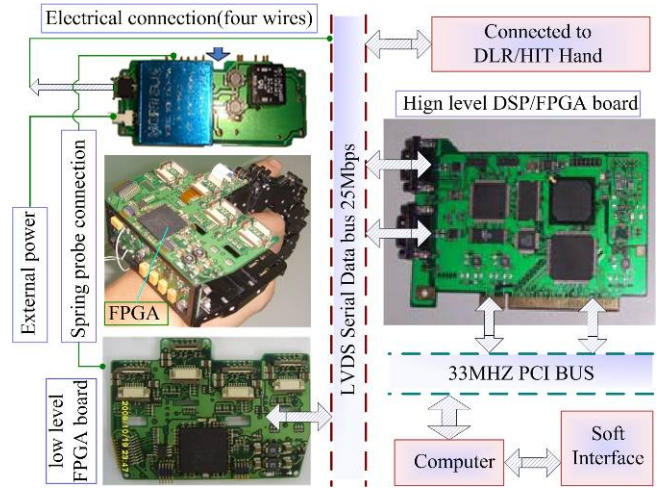 Electrical connection(four wires)
Connected to
DLR/HIT Hand
Hign level DSP/FPGA board
External power
Spring probe connection
FPGA
low level
FPGA board
LVDS Serial Data bus 25Mbps
33MHZ PCI BUS
Computer
Soft
Interface